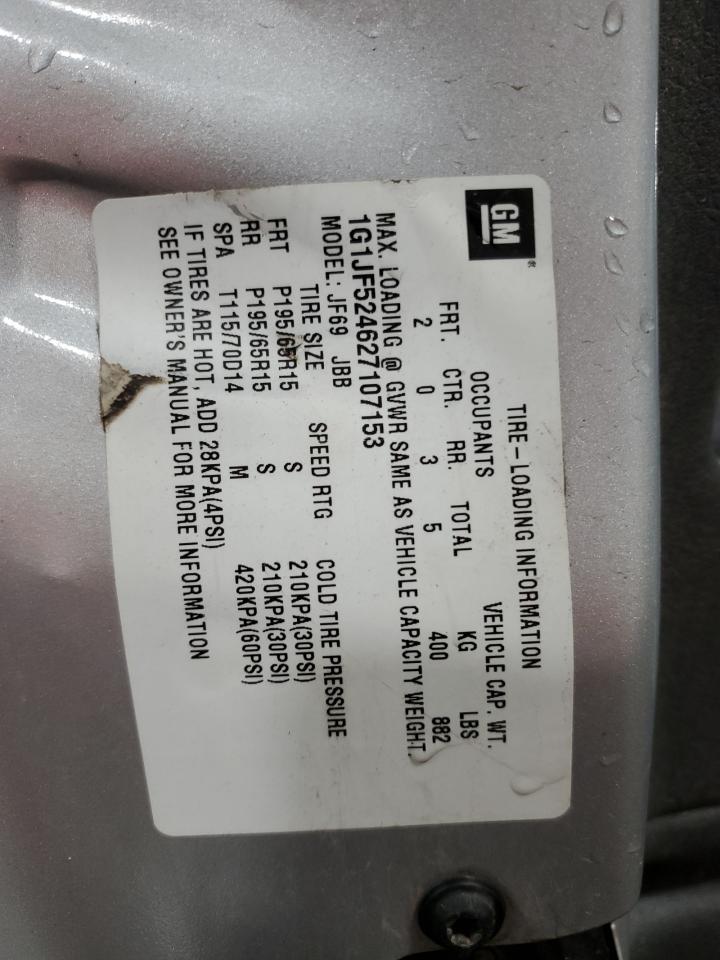 GM®
TIRE-LOADING INFORMATION
OCCUPANTS VEHICLE CAP. WT.
FRT. CTR. RR. TOTAL KG LBS
2 0 3 5 400 882
MAX. LOADING @ GVWR SAME AS VEHICLE CAPACITY WEIGHT.
1G1JF524627107153
MODEL: JF69 JBB
TIRE SIZE SPEED RTG COLD TIRE PRESSURE
FRT P195/65R15 S 210KPA(30PSI)
RR P195/65R15 S 210KPA(30PSI)
SPA T115/70D14 M 420KPA(60PSI)
IF TIRES ARE HOT, ADD 28KPA(4PSI)
SEE OWNER'S MANUAL FOR MORE INFORMATION